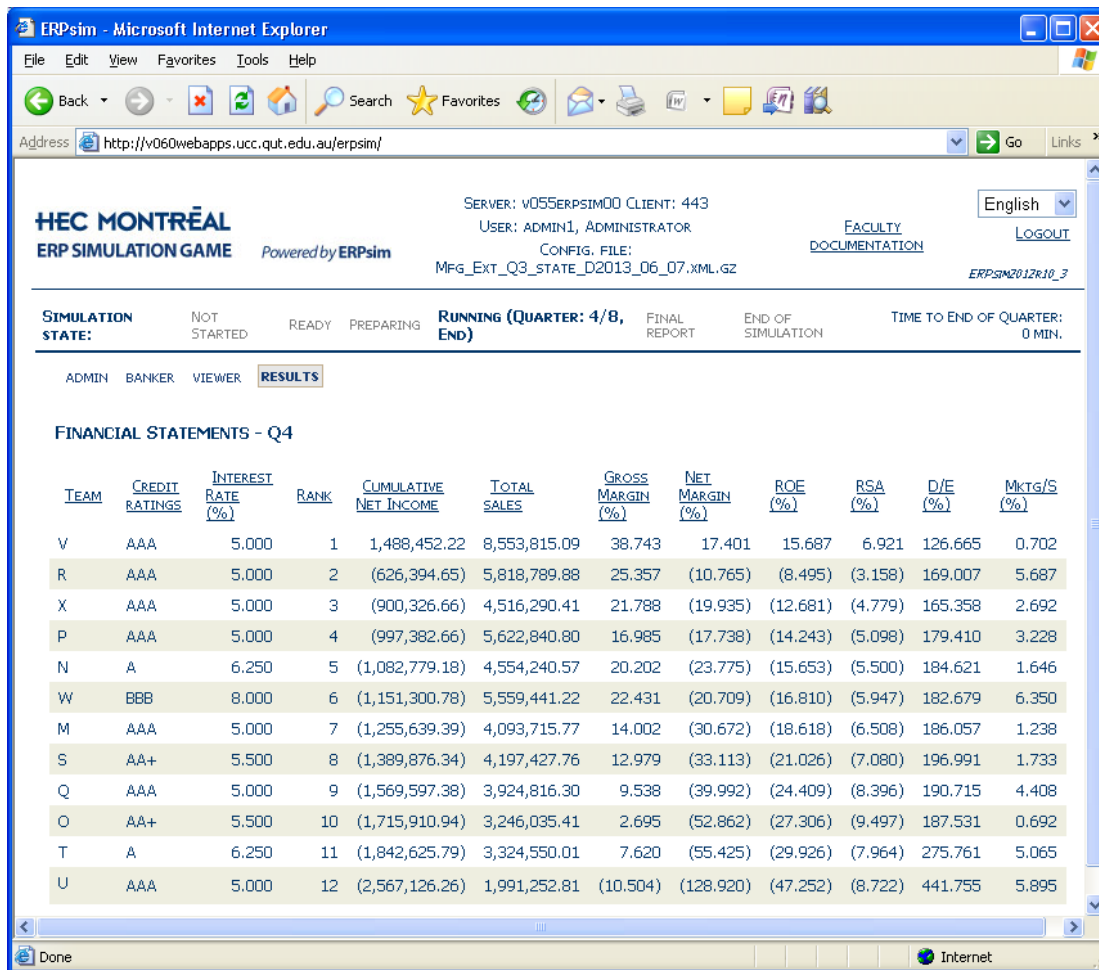 ERPsim - Microsoft Internet Explorer
File Edit View Favorites Tools Help
Back Search Favorites
Address http://v060webapps.ucc.qut.edu.au/erpsim/ Go Links »
HEC MONTRĒAL
ERP SIMULATION GAME Powered by ERPsim
SERVER: V055ERPSIM00 CLIENT: 443
USER: ADMIN1, ADMINISTRATOR
CONFIG. FILE:
MFG_EXT_Q3_STATE_D2013_06_07.XML.GZ
FACULTY
DOCUMENTATION
English
LOGOUT
ERPSIM2012R10_3
SIMULATION STATE: NOT STARTED READY PREPARING RUNNING (QUARTER: 4/8, END) FINAL REPORT END OF SIMULATION TIME TO END OF QUARTER: 0 MIN.
ADMIN BANKER VIEWER RESULTS
FINANCIAL STATEMENTS - Q4
TEAM CREDIT RATINGS INTEREST RATE (%) RANK CUMULATIVE NET INCOME TOTAL SALES GROSS MARGIN (%) NET MARGIN (%) ROE (%) RSA (%) D/E (%) MKTG/S (%)
V AAA 5.000 1 1,488,452.22 8,553,815.09 38.743 17.401 15.687 6.921 126.665 0.702
R AAA 5.000 2 (626,394.65) 5,818,789.88 25.357 (10.765) (8.495) (3.158) 169.007 5.687
X AAA 5.000 3 (900,326.66) 4,516,290.41 21.788 (19.935) (12.681) (4.779) 165.358 2.692
P AAA 5.000 4 (997,382.66) 5,622,840.80 16.985 (17.738) (14.243) (5.098) 179.410 3.228
N A 6.250 5 (1,082,779.18) 4,554,240.57 20.202 (23.775) (15.653) (5.500) 184.621 1.646
W BBB 8.000 6 (1,151,300.78) 5,559,441.22 22.431 (20.709) (16.810) (5.947) 182.679 6.350
M AAA 5.000 7 (1,255,639.39) 4,093,715.77 14.002 (30.672) (18.618) (6.508) 186.057 1.238
S AA+ 5.500 8 (1,389,876.34) 4,197,427.76 12.979 (33.113) (21.026) (7.080) 196.991 1.733
Q AAA 5.000 9 (1,569,597.38) 3,924,816.30 9.538 (39.992) (24.409) (8.396) 190.715 4.408
O AA+ 5.500 10 (1,715,910.94) 3,246,035.41 2.695 (52.862) (27.306) (9.497) 187.531 0.692
T A 6.250 11 (1,842,625.79) 3,324,550.01 7.620 (55.425) (29.926) (7.964) 275.761 5.065
U AAA 5.000 12 (2,567,126.26) 1,991,252.81 (10.504) (128.920) (47.252) (8.722) 441.755 5.895
Done Internet